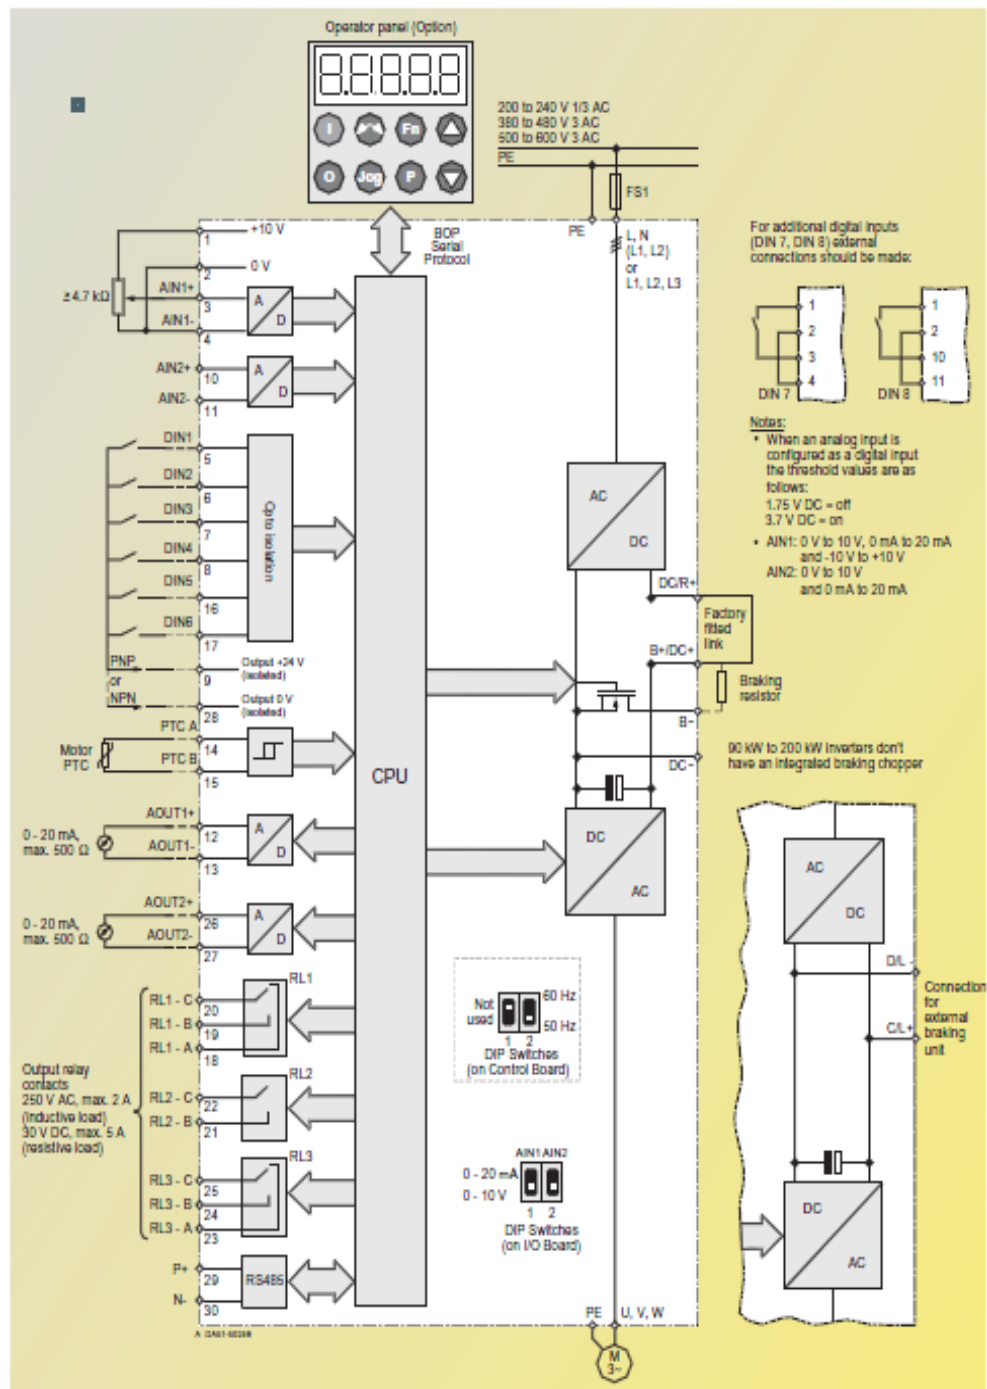 Operator panel (Option)
I
Fn
O
Jog
P
200 to 240 V 1/3 AC
380 to 480 V 3 AC
500 to 600 V 3 AC
PE
FS1
PE
L, N
(L1, L2)
or
L1, L2, L3
BOP
Serial
Protocol
For additional digital inputs
(DIN 7, DIN 8) external
connections should be made:
1
2
3
4
DIN 7
1
2
10
11
DIN 8
Notes:
• When an analog input is
configured as a digital input
the threshold values are as
follows:
1.75 V DC = off
3.7 V DC = on
• AIN1: 0 V to 10 V, 0 mA to 20 mA
and -10 V to +10 V
AIN2: 0 V to 10 V
and 0 mA to 20 mA
+10 V
1
0 V
2
≥4.7 kΩ
AIN1+
3
AIN1-
4
A
D
AIN2+
10
AIN2-
11
A
D
DIN1
5
DIN2
6
DIN3
7
DIN4
8
DIN5
16
DIN6
17
Opto isolation
PNP
or
NPN
9
Output +24 V
(isolated)
28
Output 0 V
(isolated)
Motor
PTC
PTC A
14
PTC B
15
CPU
0 - 20 mA,
max. 500 Ω
AOUT1+
12
AOUT1-
13
A
D
0 - 20 mA,
max. 500 Ω
AOUT2+
26
AOUT2-
27
A
D
Output relay
contacts
250 V AC, max. 2 A
(inductive load)
30 V DC, max. 5 A
(resistive load)
RL1
RL1 - C
20
RL1 - B
19
RL1 - A
18
RL2
RL2 - C
22
RL2 - B
21
RL3
RL3 - C
25
RL3 - B
24
RL3 - A
23
P+
29
N-
30
RS485
AC
DC
DC/R+
Factory
fitted
link
B+/DC+
Braking
resistor
B-
DC-
DC
AC
90 kW to 200 kW inverters don't
have an integrated braking chopper
AC
DC
D/L -
C/L+
Connection
for
external
braking
unit
DC
AC
Not
used
60 Hz
50 Hz
1 2
DIP Switches
(on Control Board)
AIN1 AIN2
0 - 20 mA
0 - 10 V
1 2
DIP Switches
(on I/O Board)
PE
U, V, W
M
3~